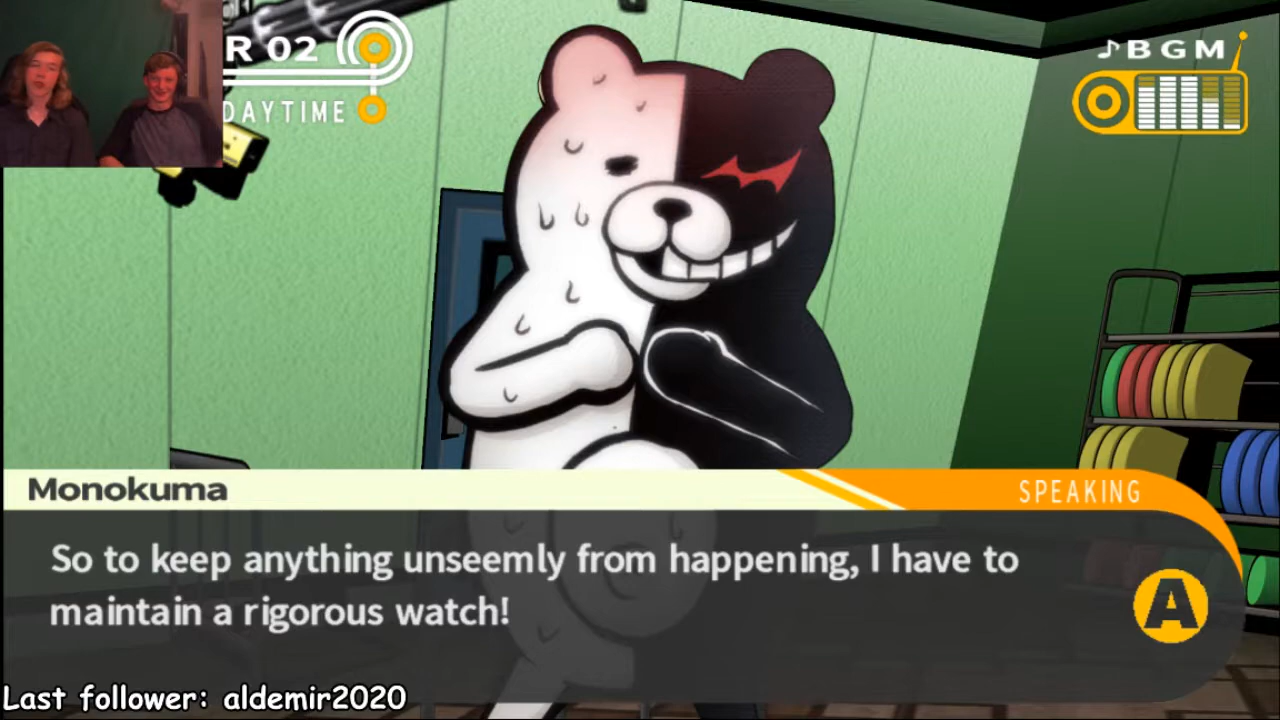 R 02
DAYTIME
♪BGM
Monokuma
SPEAKING
So to keep anything unseemly from happening, I have to
maintain a rigorous watch!
A
Last follower: aldemir2020